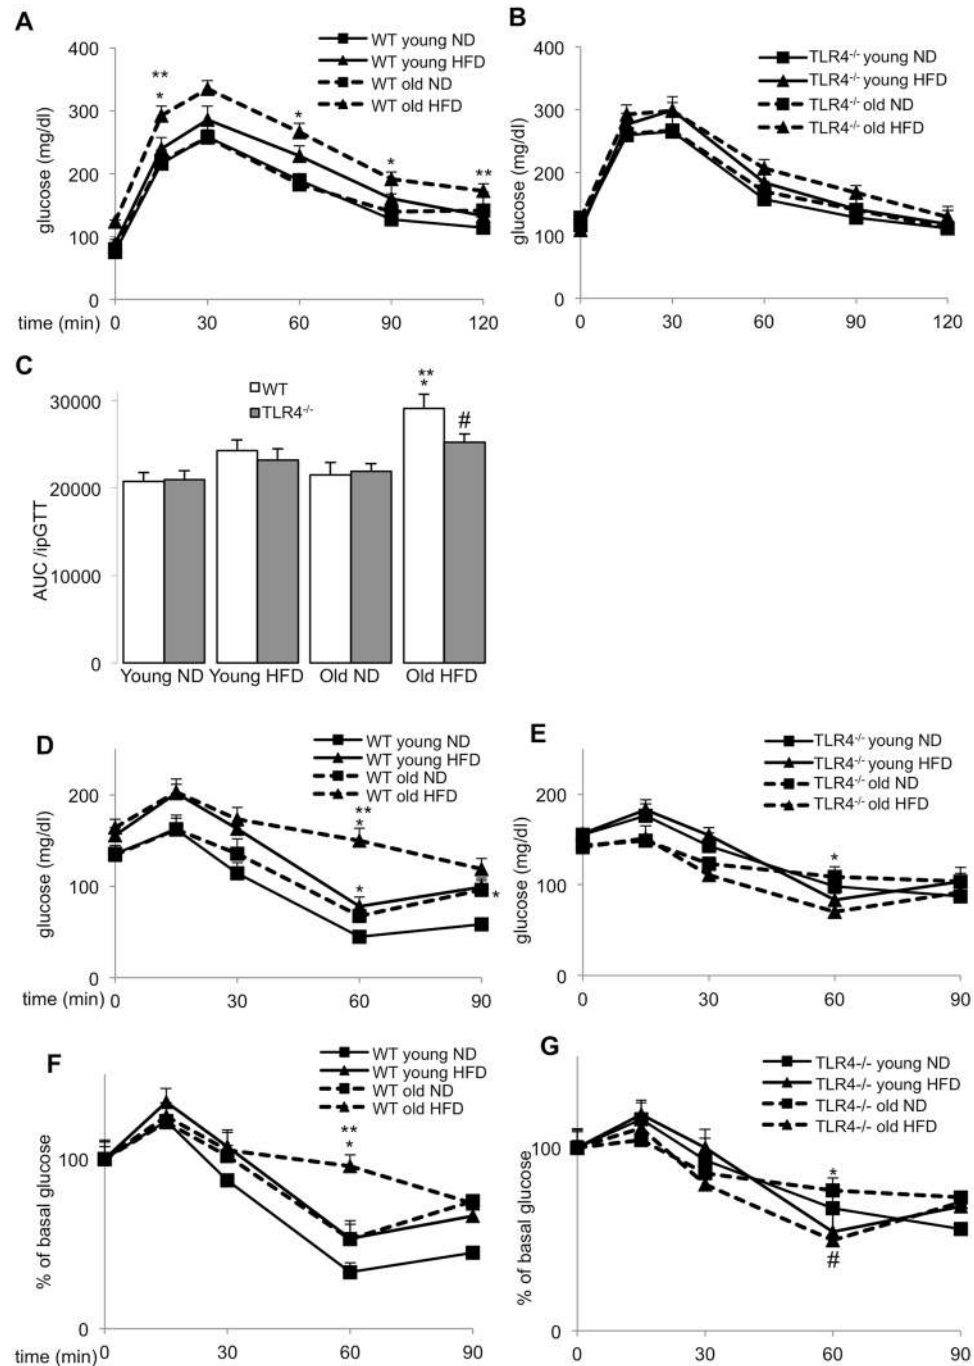 A
WT young ND
WT young HFD
WT old ND
WT old HFD
glucose (mg/dl)
400
300
200
100
0
**
*
*
*
**
time (min)
0
30
60
90
120
B
TLR4-/- young ND
TLR4-/- young HFD
TLR4-/- old ND
TLR4-/- old HFD
glucose (mg/dl)
400
300
200
100
0
0
30
60
90
120
C
WT
TLR4-/-
AUC /ipGTT
30000
20000
10000
0
**
*
#
Young ND
Young HFD
Old ND
Old HFD
D
WT young ND
WT young HFD
WT old ND
WT old HFD
glucose (mg/dl)
200
100
0
**
*
*
*
time (min)
0
30
60
90
E
TLR4-/- young ND
TLR4-/- young HFD
TLR4-/- old ND
TLR4-/- old HFD
glucose (mg/dl)
200
100
0
*
0
30
60
90
F
WT young ND
WT young HFD
WT old ND
WT old HFD
% of basal glucose
100
0
**
*
time (min)
0
30
60
90
G
TLR4-/- young ND
TLR4-/- young HFD
TLR4-/- old ND
TLR4-/- old HFD
% of basal glucose
100
0
*
#
0
30
60
90